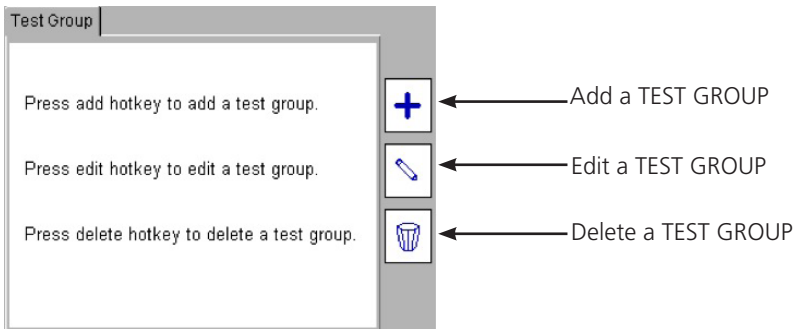 Test Group
Press add hotkey to add a test group.
Add a TEST GROUP
Press edit hotkey to edit a test group.
Edit a TEST GROUP
Press delete hotkey to delete a test group.
Delete a TEST GROUP